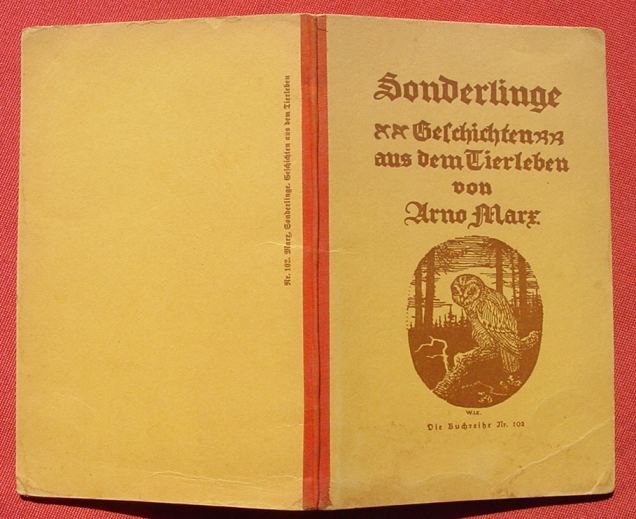 Nr. 102. Marx, Sonderlinge. Geschichten aus dem Tierleben
Sonderlinge
Geschichten
aus dem Tierleben
von
Arno Marx.
W.i.Z.
Die Buchreihe Nr. 102